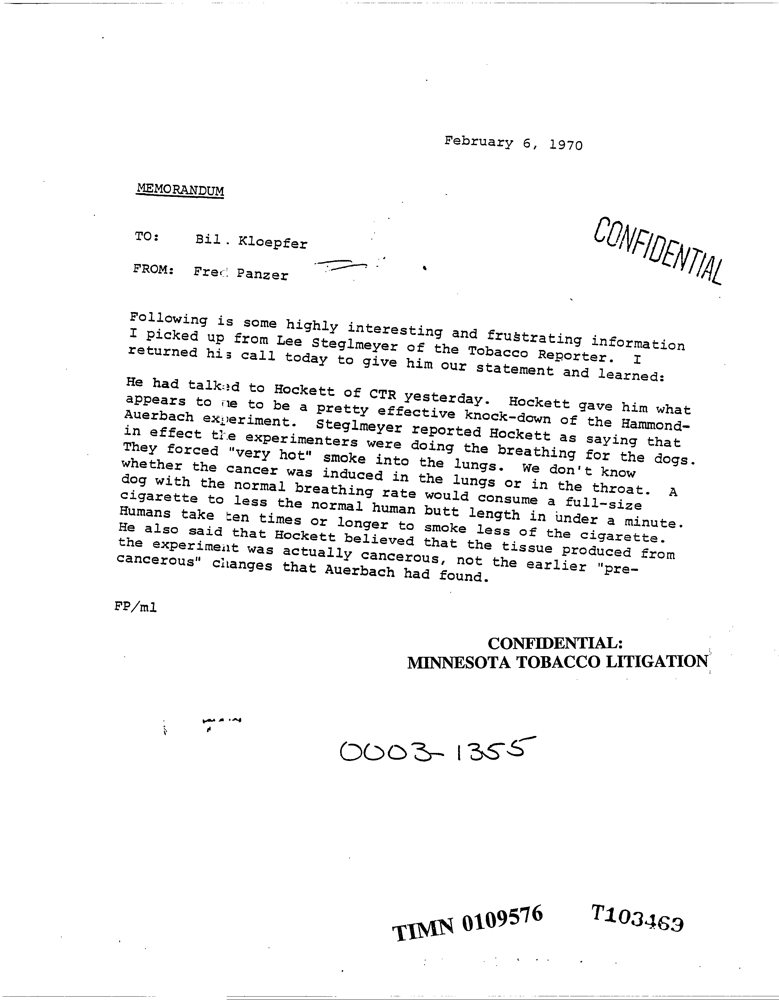 February 6, 1970
MEMORANDUM
TO: Bil. Kloepfer
CONFIDENTIAL
FROM: Fred Panzer
Following is some highly interesting and frustrating information
I picked up from Lee Steglmeyer of the Tobacco Reporter. I
returned his call today to give him our statement and learned:
He had talked to Hockett of CTR yesterday. Hockett gave him what
appears to me to be a pretty effective knock-down of the Hammond-
Auerbach experiment. Steglmeyer reported Hockett as saying that
in effect the experimenters were doing the breathing for the dogs.
They forced "very hot" smoke into the lungs. We don't know
whether the cancer was induced in the lungs or in the throat. A
dog with the normal breathing rate would consume a full-size
cigarette to less the normal human butt length in under a minute.
Humans take ten times or longer to smoke less of the cigarette.
He also said that Hockett believed that the tissue produced from
the experiment was actually cancerous, not the earlier "pre-
cancerous" changes that Auerbach had found.
FP/ml
CONFIDENTIAL:
MINNESOTA TOBACCO LITIGATION
0003-1355
TIMN 0109576
T103469